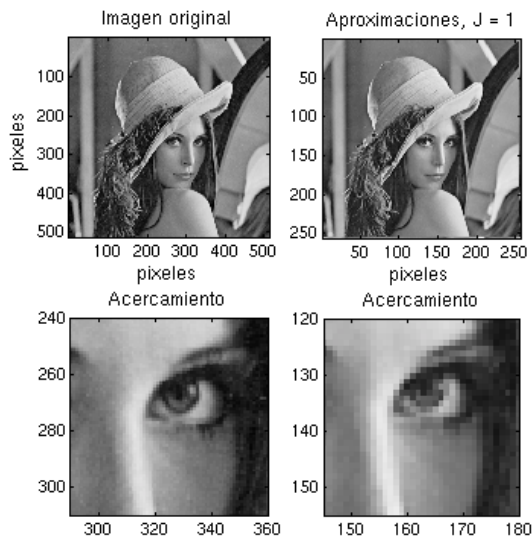 Imagen original
Aproximaciones, J = 1
100
200
300
400
500
pixeles
100 200 300 400 500
pixeles
50
100
150
200
250
50 100 150 200 250
pixeles
Acercamiento
Acercamiento
240
260
280
300
300 320 340 360
120
130
140
150
150 160 170 180